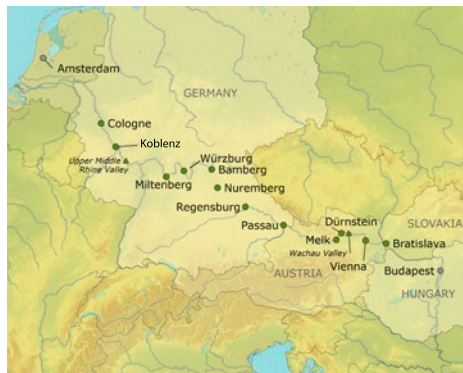 Amsterdam
GERMANY
Cologne
Koblenz
Upper Middle
Rhine Valley
Würzburg
Bamberg
Miltenberg
Nuremberg
Regensburg
Passau
Dürnstein
SLOVAKIA
Melk
Bratislava
Wachau Valley
Vienna
AUSTRIA
Budapest
HUNGARY